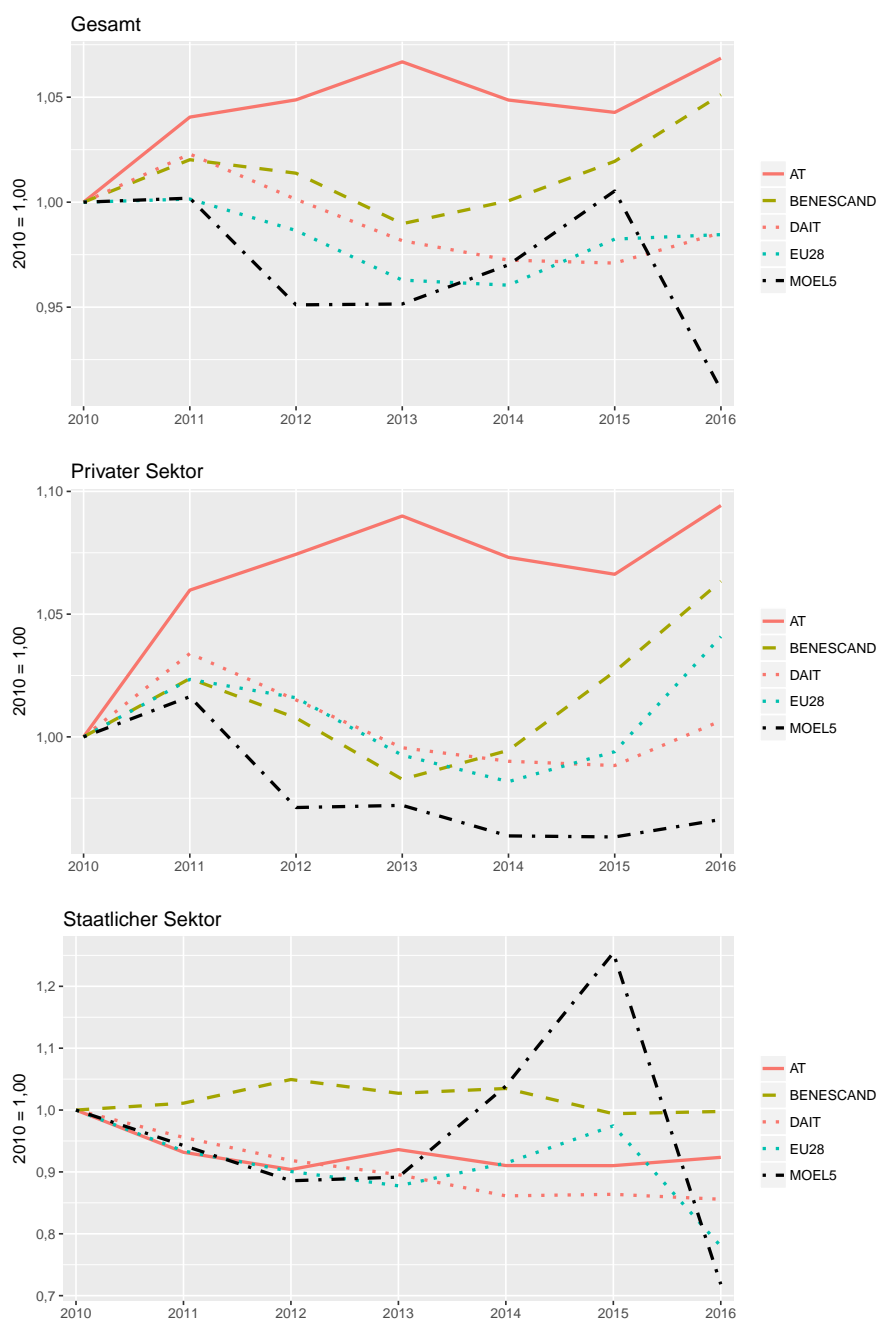 Gesamt
1,05
1,00
0,95
2010 = 1,00
2010 2011 2012 2013 2014 2015 2016
AT
BENESCAND
DAIT
EU28
MOEL5
Privater Sektor
1,10
1,05
1,00
2010 = 1,00
2010 2011 2012 2013 2014 2015 2016
AT
BENESCAND
DAIT
EU28
MOEL5
Staatlicher Sektor
1,2
1,1
1,0
0,9
0,8
0,7
2010 = 1,00
2010 2011 2012 2013 2014 2015 2016
AT
BENESCAND
DAIT
EU28
MOEL5